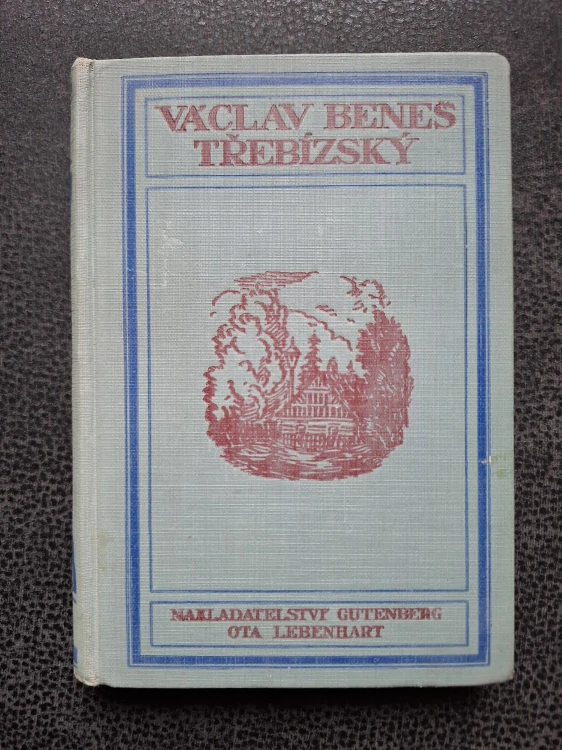 VÁCLAV BENEŠ
TŘEBÍZSKÝ
NAKLADATELSTVÍ GUTENBERG
OTA LEBENHART